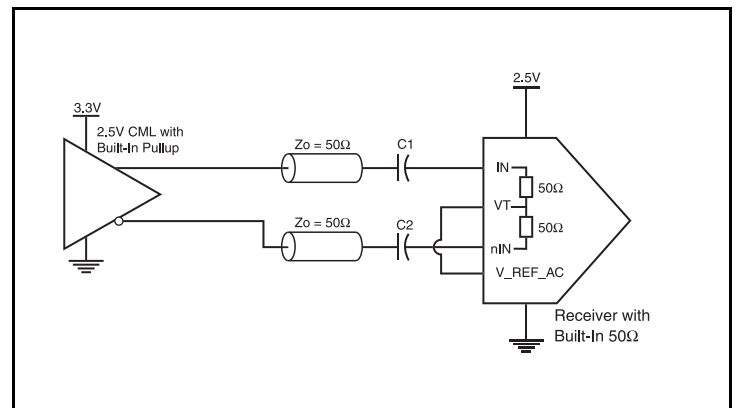 2.5V
3.3V
2.5V CML with
Built-In Pullup
Zo = 50Ω
C1
IN
50Ω
VT
Zo = 50Ω
C2
50Ω
nIN
V_REF_AC
Receiver with
Built-In 50Ω